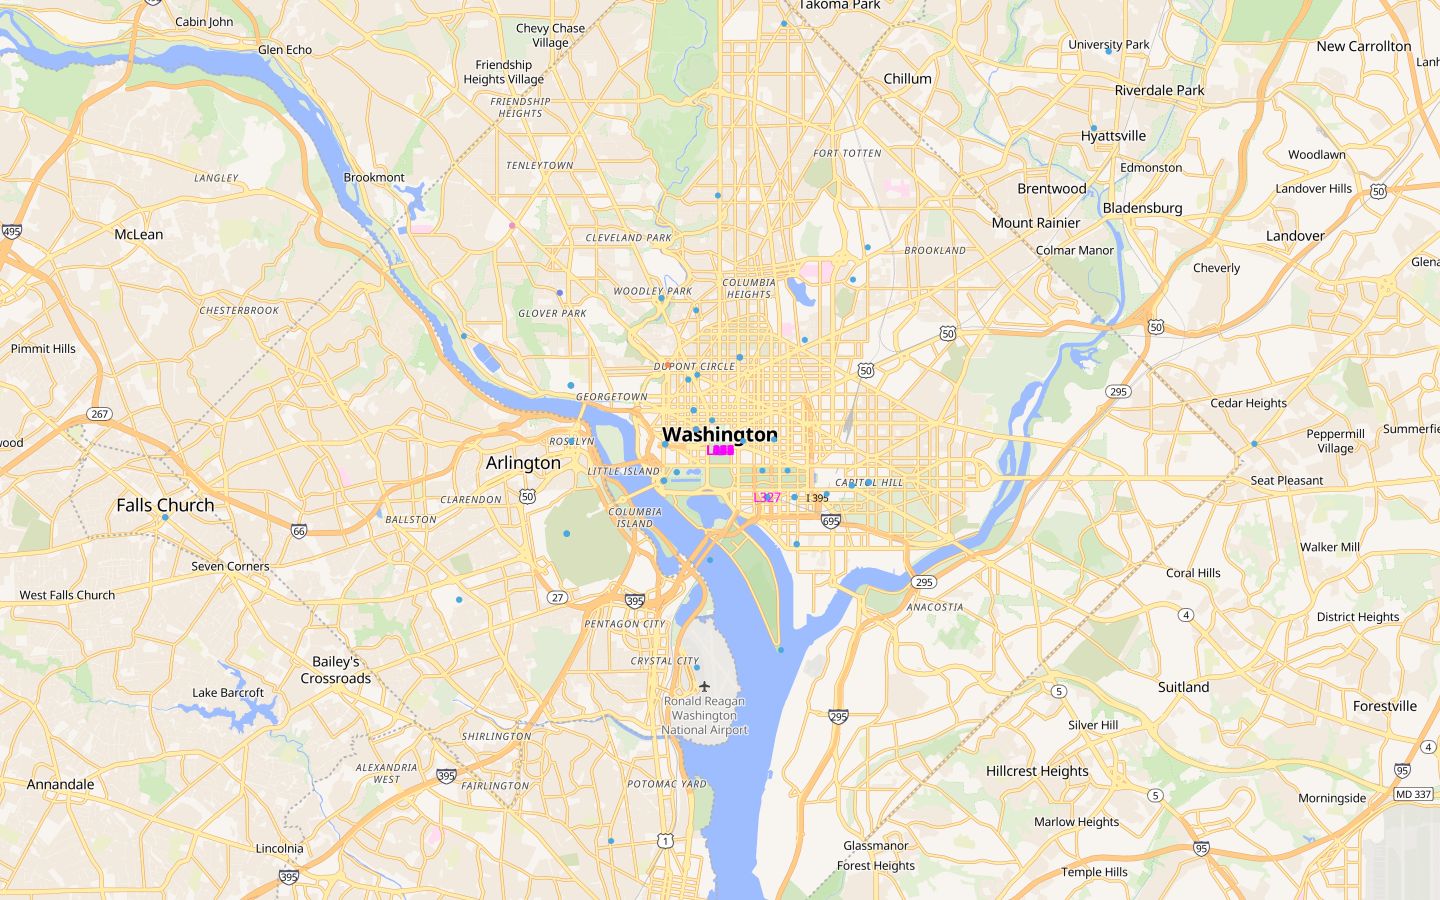 Cabin John
Takoma Park
Glen Echo
Chevy Chase
Village
University Park
New Carrollton
Friendship
Heights Village
Chillum
Riverdale Park
FRIENDSHIP
HEIGHTS
Hyattsville
FORT TOTTEN
Woodlawn
TENLEYTOWN
Edmonston
LANGLEY
Brookmont
Brentwood
Landover Hills
50
Bladensburg
495
McLean
Mount Rainier
CLEVELAND PARK
BROOKLAND
Colmar Manor
Landover
Cheverly
COLUMBIA
HEIGHTS
WOODLEY PARK
CHESTERBROOK
GLOVER PARK
50
50
Pimmit Hills
DUPONT CIRCLE
50
295
GEORGETOWN
Cedar Heights
267
Washington
Peppermill
Village
ROSSLYN
Arlington
LITTLE ISLAND
CAPITOL HILL
Seat Pleasant
50
CLARENDON
L327
I 395
Falls Church
COLUMBIA
ISLAND
BALLSTON
695
66
Walker Mill
Seven Corners
Coral Hills
295
West Falls Church
27
395
ANACOSTIA
4
District Heights
PENTAGON CITY
Bailey's
Crossroads
CRYSTAL CITY
Lake Barcroft
Suitland
5
Ronald Reagan
Washington
National Airport
Forestville
295
Silver Hill
SHIRLINGTON
4
ALEXANDRIA
WEST
395
FAIRLINGTON
POTOMAC YARD
Hillcrest Heights
95
Annandale
5
MD 337
Morningside
Marlow Heights
1
Lincolnia
Glassmanor
95
Forest Heights
Temple Hills
395